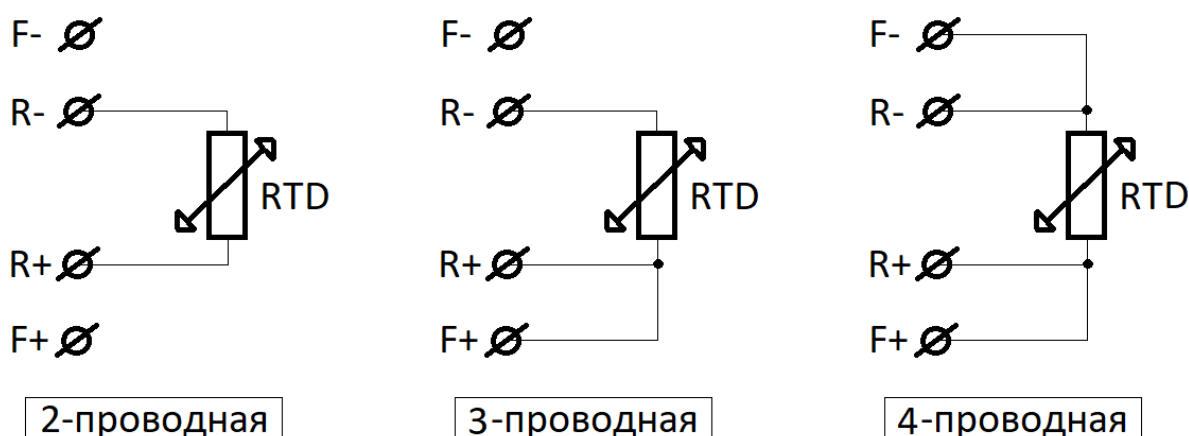 F- F- F-
R- R- R-
RTD RTD RTD
R+ R+ R+
F+ F+ F+
2-проводная 3-проводная 4-проводная